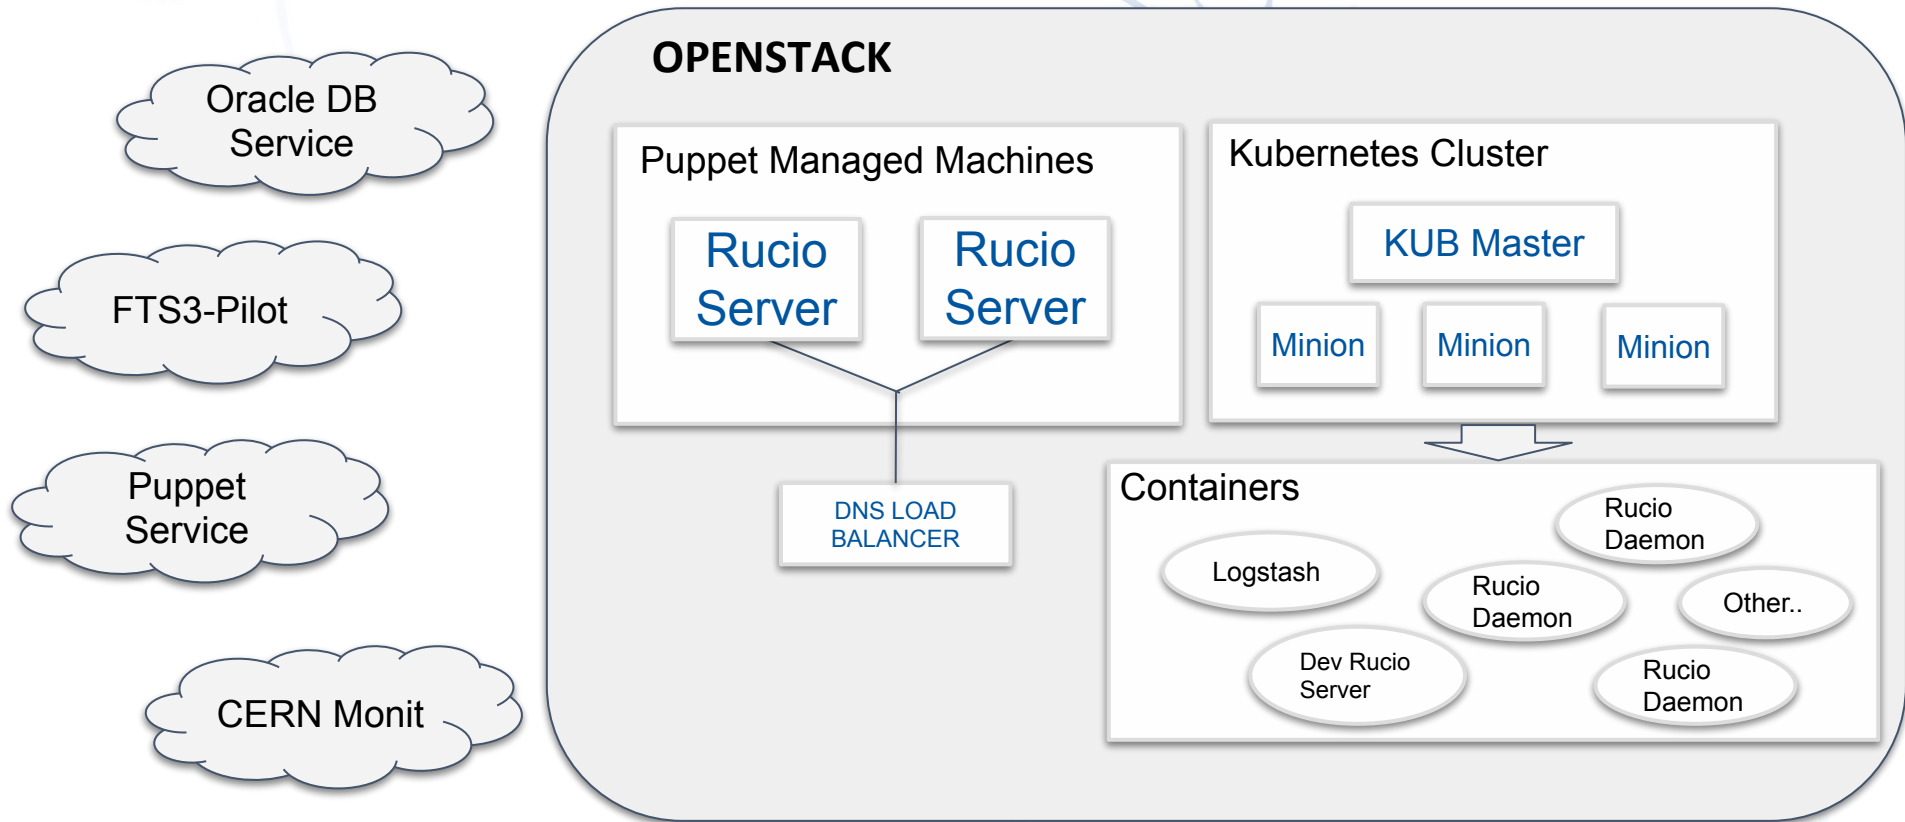 OPENSTACK
Oracle DB
Service
FTS3-Pilot
Puppet
Service
CERN Monit
Puppet Managed Machines
Rucio
Server
Rucio
Server
DNS LOAD
BALANCER
Kubernetes Cluster
KUB Master
Minion
Minion
Minion
Containers
Logstash
Rucio
Daemon
Rucio
Daemon
Other..
Dev Rucio
Server
Rucio
Daemon